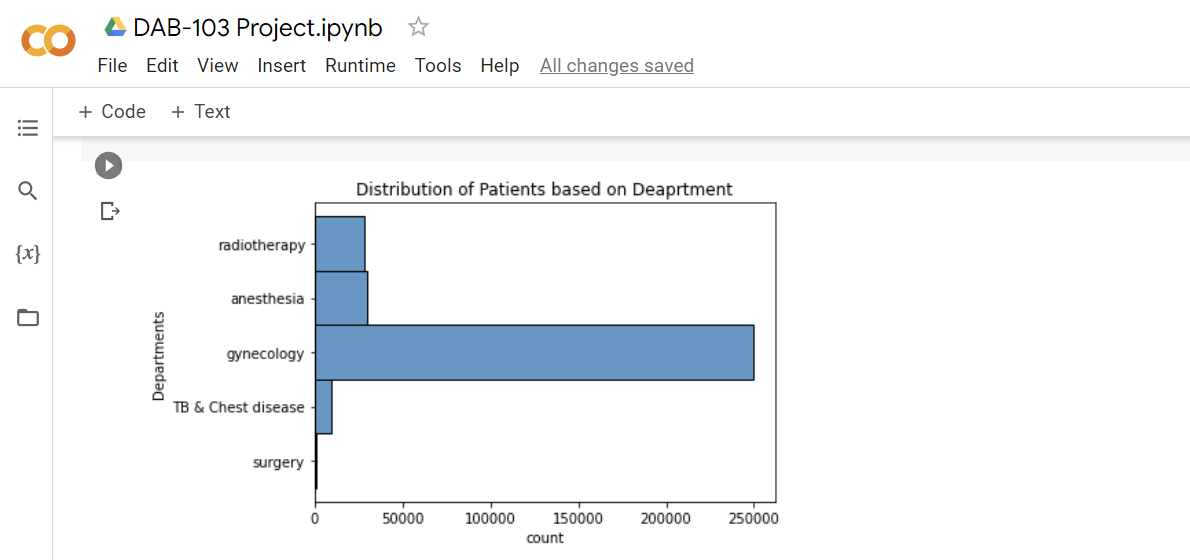 DAB-103 Project.ipynb
File Edit View Insert Runtime Tools Help All changes saved
+ Code + Text
{x}
Distribution of Patients based on Deaprtment
radiotherapy
anesthesia
gynecology
TB & Chest disease
surgery
Departments
0 50000 100000 150000 200000 250000
count